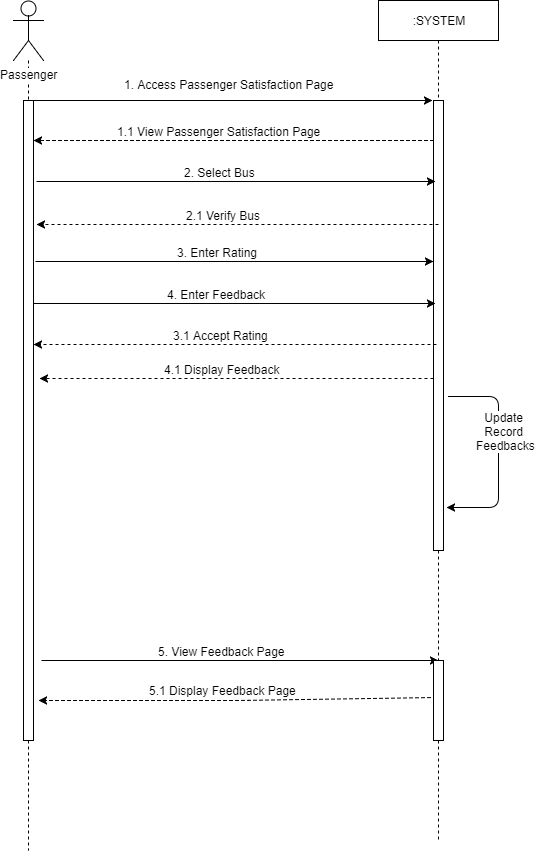 :SYSTEM
Passenger
1. Access Passenger Satisfaction Page
1.1 View Passenger Satisfaction Page
2. Select Bus
2.1 Verify Bus
3. Enter Rating
4. Enter Feedback
3.1 Accept Rating
4.1 Display Feedback
Update
Record
Feedbacks
5. View Feedback Page
5.1 Display Feedback Page